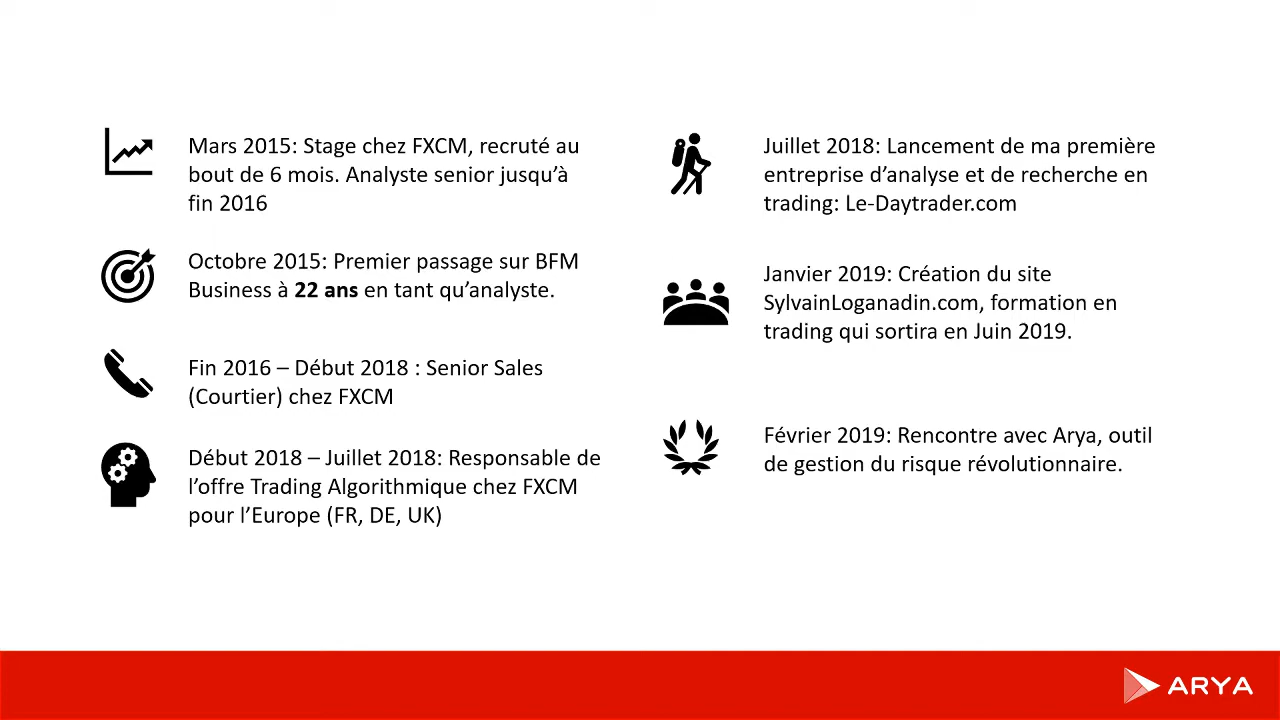 Mars 2015: Stage chez FXCM, recruté au
bout de 6 mois. Analyste senior jusqu’à
fin 2016
Octobre 2015: Premier passage sur BFM
Business à 22 ans en tant qu’analyste.
Fin 2016 – Début 2018 : Senior Sales
(Courtier) chez FXCM
Début 2018 – Juillet 2018: Responsable de
l’offre Trading Algorithmique chez FXCM
pour l’Europe (FR, DE, UK)
Juillet 2018: Lancement de ma première
entreprise d’analyse et de recherche en
trading: Le-Daytrader.com
Janvier 2019: Création du site
SylvainLoganadin.com, formation en
trading qui sortira en Juin 2019.
Février 2019: Rencontre avec Arya, outil
de gestion du risque révolutionnaire.
ARYA